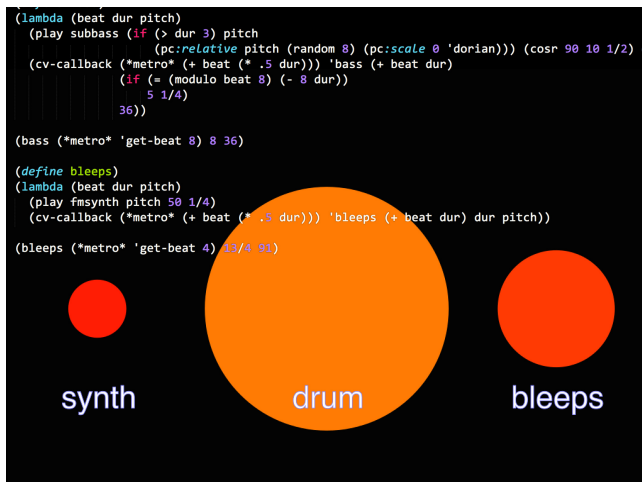 (lambda (beat dur pitch)
(play subbass (if (> dur 3) pitch
(pc:relative pitch (random 8) (pc:scale 0 'dorian))) (cosr 90 10 1/2)
(cv-callback (*metro* (+ beat (* .5 dur))) 'bass (+ beat dur)
(if (= (modulo beat 8) (- 8 dur))
5 1/4)
36))
(bass (*metro* 'get-beat 8) 8 36)
(define bleeps)
(lambda (beat dur pitch)
(play fmsynth pitch 50 1/4)
(cv-callback (*metro* (+ beat (* .5 dur))) 'bleeps (+ beat dur) dur pitch))
(bleeps (*metro* 'get-beat 4)
synth drum bleeps